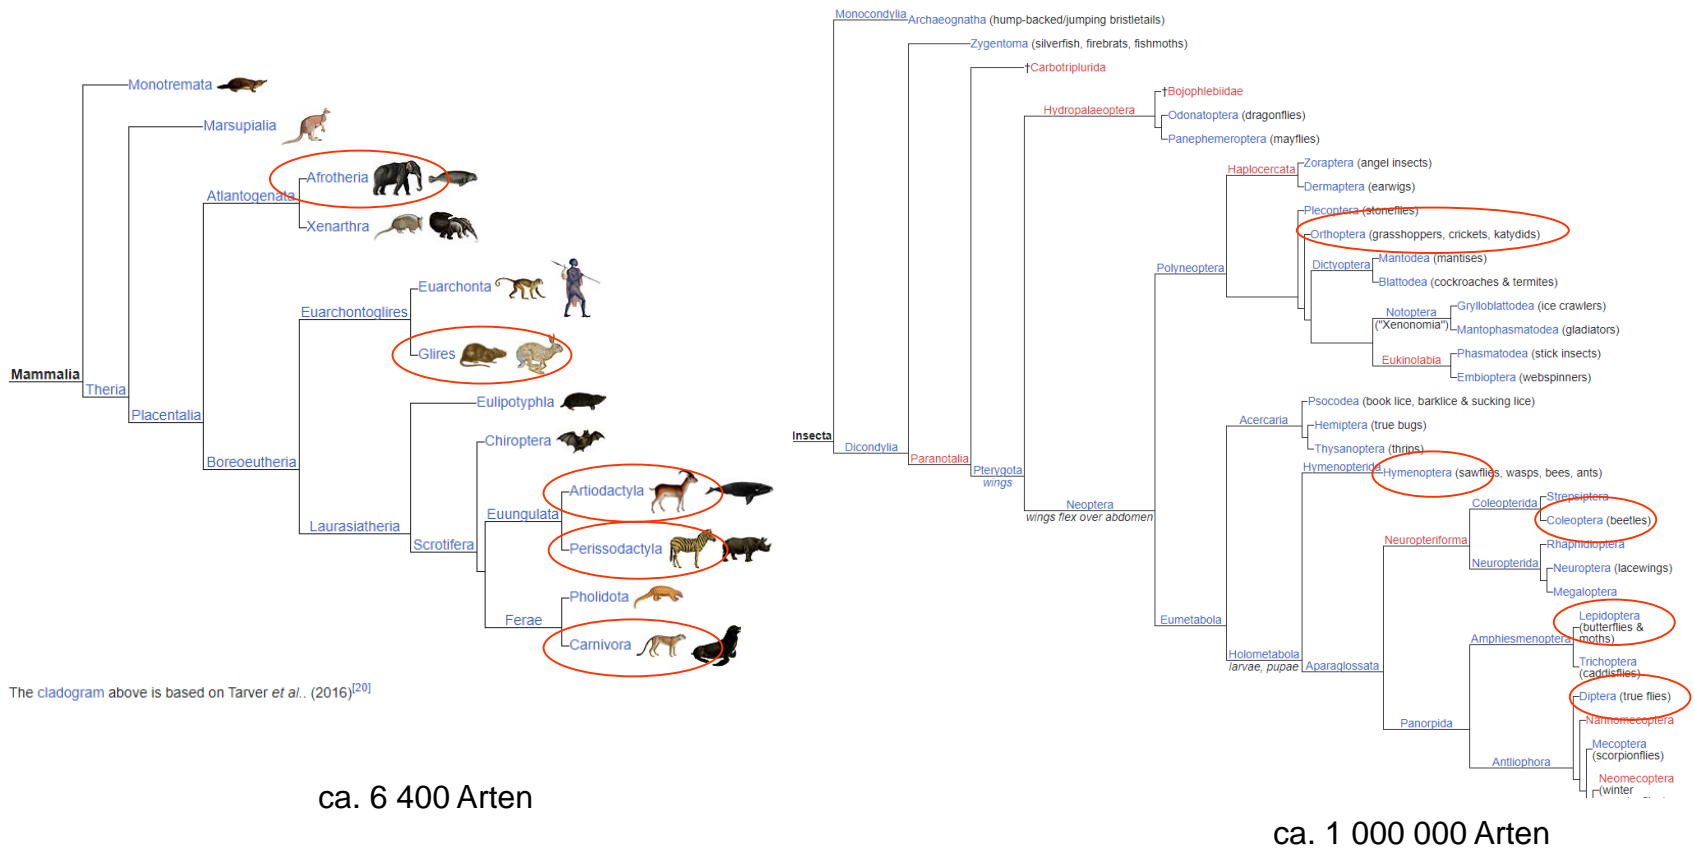 Monotremata
Marsupialia
Afrotheria
Atlantogenata
Xenarthra
Euarchonta
Euarchontoglires
Glires
Mammalia
Theria
Placentalia
Eulipotyphla
Chiroptera
Boreoeutheria
Artiodactyla
Euungulata
Laurasiatheria
Scrotifera
Perissodactyla
Pholidota
Ferae
Carnivora
The cladogram above is based on Tarver et al.. (2016)[20]
ca. 6 400 Arten
Monocondylia
Archaeognatha (hump-backed/jumping bristletails)
Zygentoma (silverfish, firebrats, fishmoths)
†Carbotriplurida
†Bojophlebiidae
Hydropalaeoptera
Odonatoptera (dragonflies)
Panephemeroptera (mayflies)
Zoraptera (angel insects)
Haplocercata
Dermaptera (earwigs)
Plecoptera (stoneflies)
Orthoptera (grasshoppers, crickets, katydids)
Mantodea (mantises)
Dictyoptera
Polyneoptera
Blattodea (cockroaches & termites)
Grylloblattodea (ice crawlers)
Notoptera
("Xenonomia")
Mantophasmatodea (gladiators)
Phasmatodea (stick insects)
Eukinolabia
Embioptera (webspinners)
Psocodea (book lice, barklice & sucking lice)
Acercaria
Hemiptera (true bugs)
Insecta
Dicondylia
Thysanoptera (thrips)
Paranotalia
Pterygota
wings
Hymenopterida
Hymenoptera (sawflies, wasps, bees, ants)
Neoptera
wings flex over abdomen
Strepsiptera
Coleopterida
Coleoptera (beetles)
Neuropteriforma
Rhaphidioptera
Neuropterida
Neuroptera (lacewings)
Megaloptera
Eumetabola
Lepidoptera
(butterflies &
moths)
Amphiesmenoptera
Holometabola
larvae, pupae
Aparaglossata
Trichoptera
(caddisflies)
Diptera (true flies)
Panorpida
Nannomecoptera
Mecoptera
(scorpionflies)
Antliophora
Neomecoptera
(winter
ca. 1 000 000 Arten